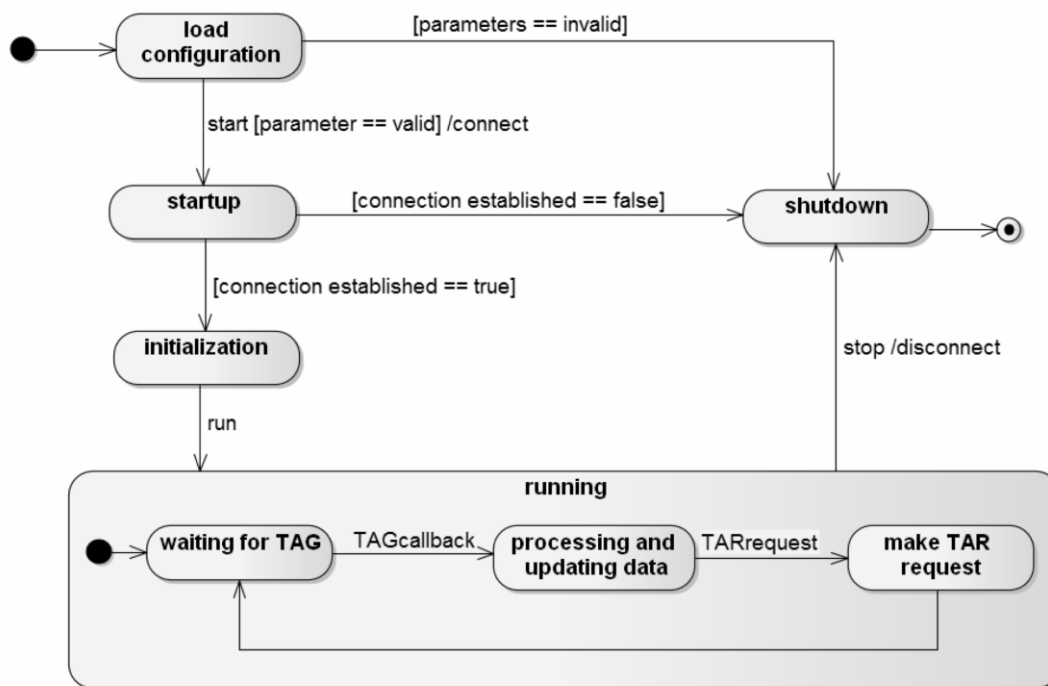 load
configuration
[parameters == invalid]
start [parameter == valid] /connect
startup
[connection established == false]
shutdown
[connection established == true]
initialization
stop /disconnect
run
running
waiting for TAG
TAGcallback
processing and
updating data
TARrequest
make TAR
request